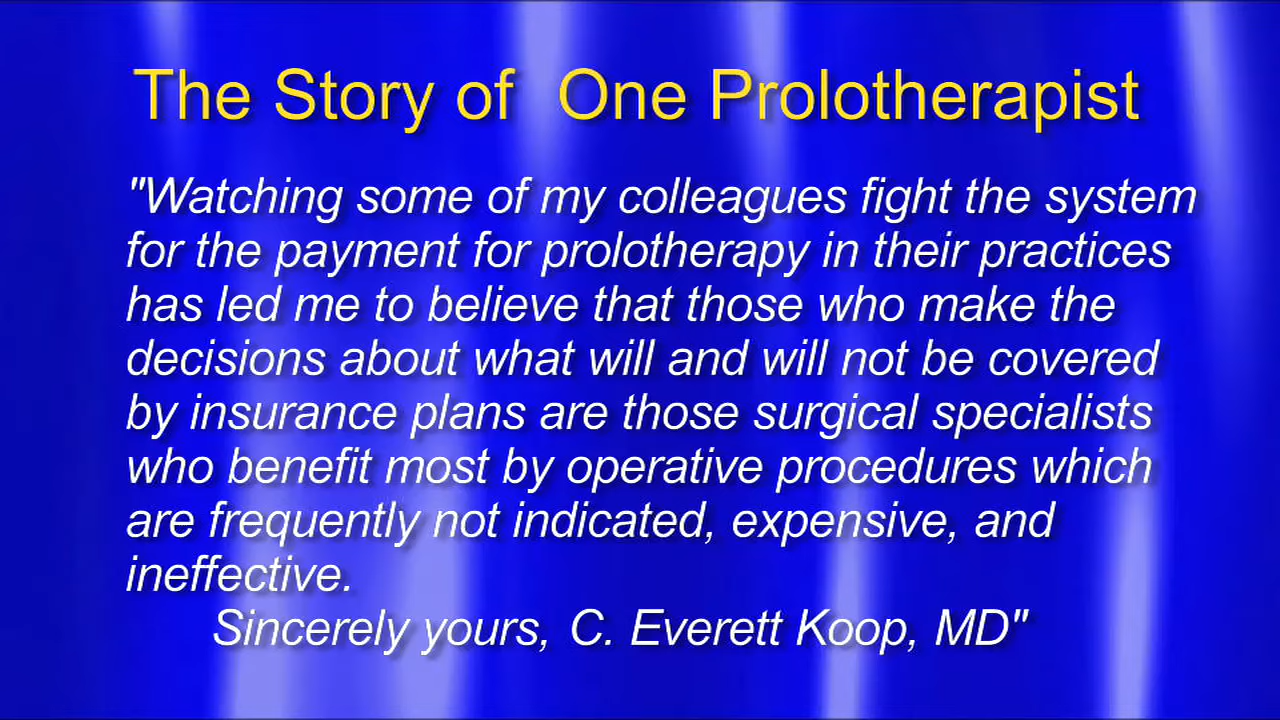 The Story of  One Prolotherapist
"Watching some of my colleagues fight the system
for the payment for prolotherapy in their practices
has led me to believe that those who make the
decisions about what will and will not be covered
by insurance plans are those surgical specialists
who benefit most by operative procedures which
are frequently not indicated, expensive, and
ineffective.
Sincerely yours, C. Everett Koop, MD"